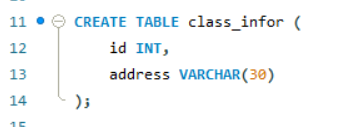 11 CREATE TABLE class_infor (
12 id INT,
13 address VARCHAR(30)
14 );